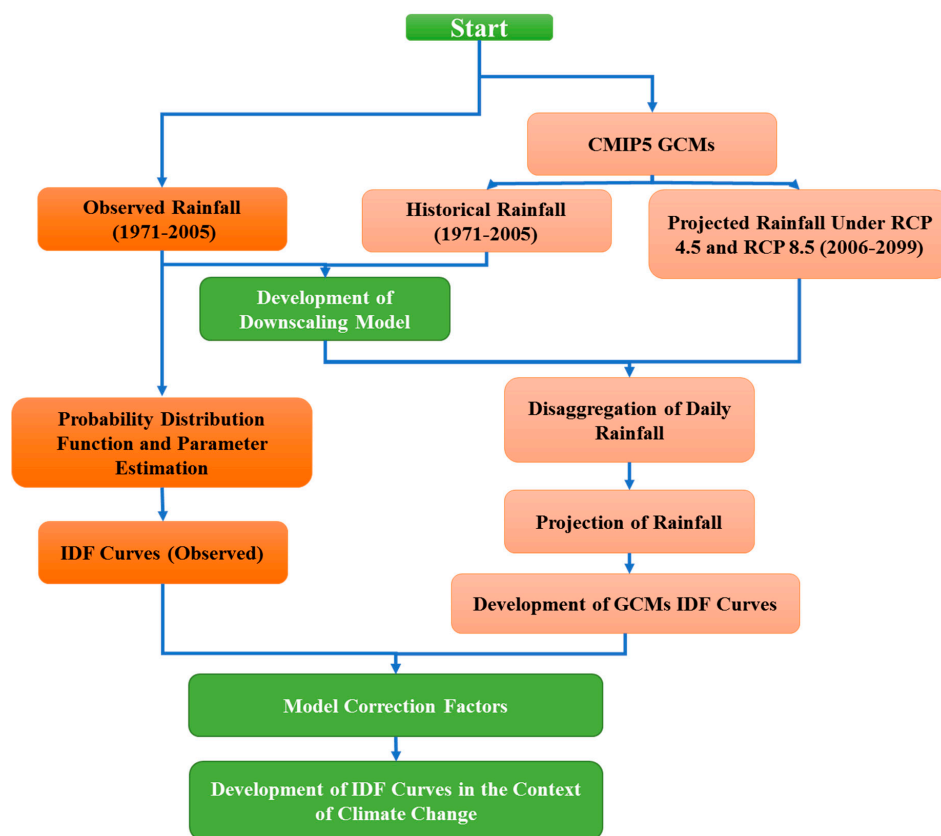 Start
CMIP5 GCMs
Observed Rainfall
(1971-2005)
Historical Rainfall
(1971-2005)
Projected Rainfall Under RCP
4.5 and RCP 8.5 (2006-2099)
Development of
Downscaling Model
Disaggregation of Daily
Rainfall
Probability Distribution
Function and Parameter
Estimation
Projection of Rainfall
IDF Curves (Observed)
Development of GCMs IDF Curves
Model Correction Factors
Development of IDF Curves in the Context
of Climate Change